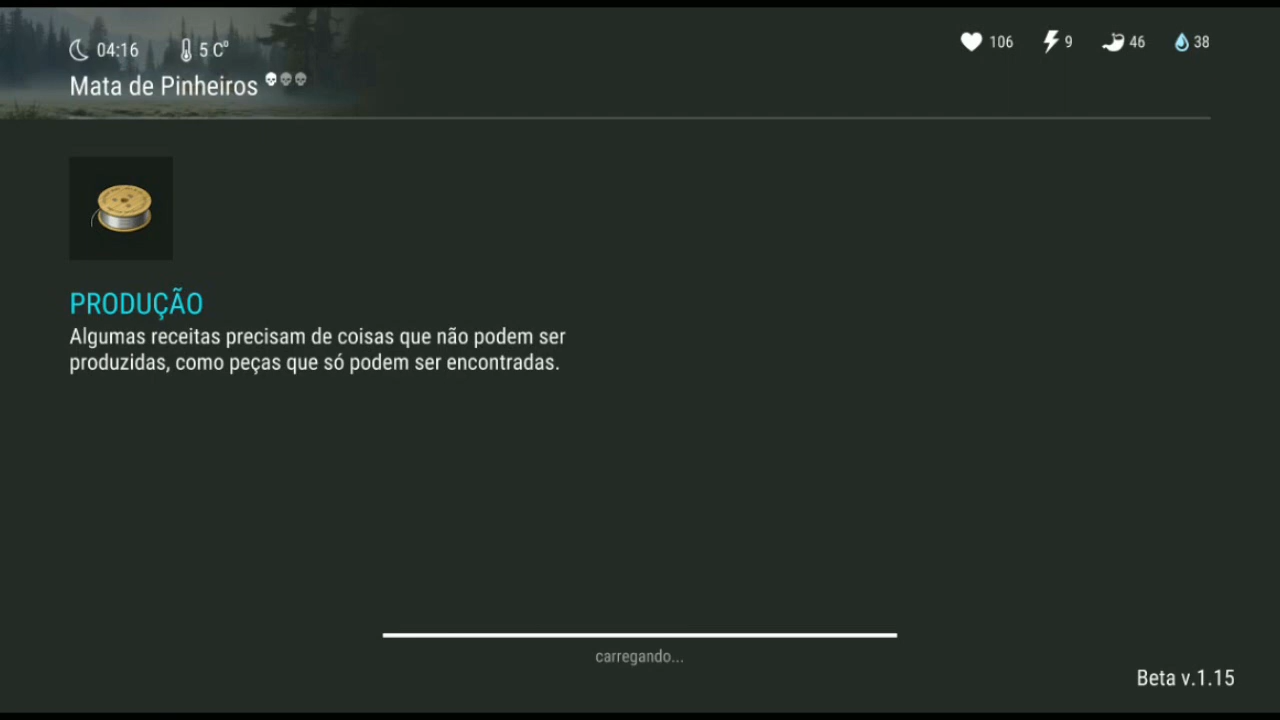 04:16
5 Cº
106
9
46
38
Mata de Pinheiros
PRODUÇÃO
Algumas receitas precisam de coisas que não podem ser
produzidas, como peças que só podem ser encontradas.
carregando...
Beta v.1.15